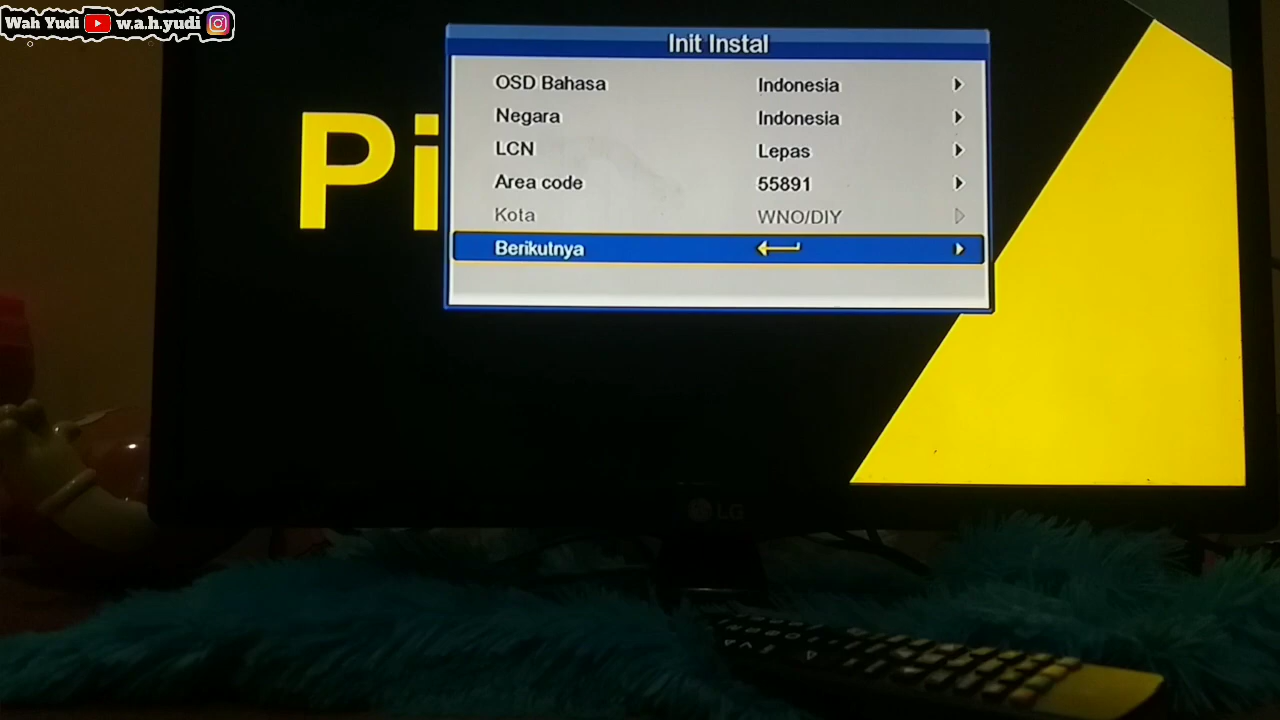 Wah Yudi w.a.h.yudi
Init Instal
OSD Bahasa Indonesia
Negara Indonesia
LCN Lepas
Area code 55891
Kota WNO/DIY
Berikutnya
Pi
LG